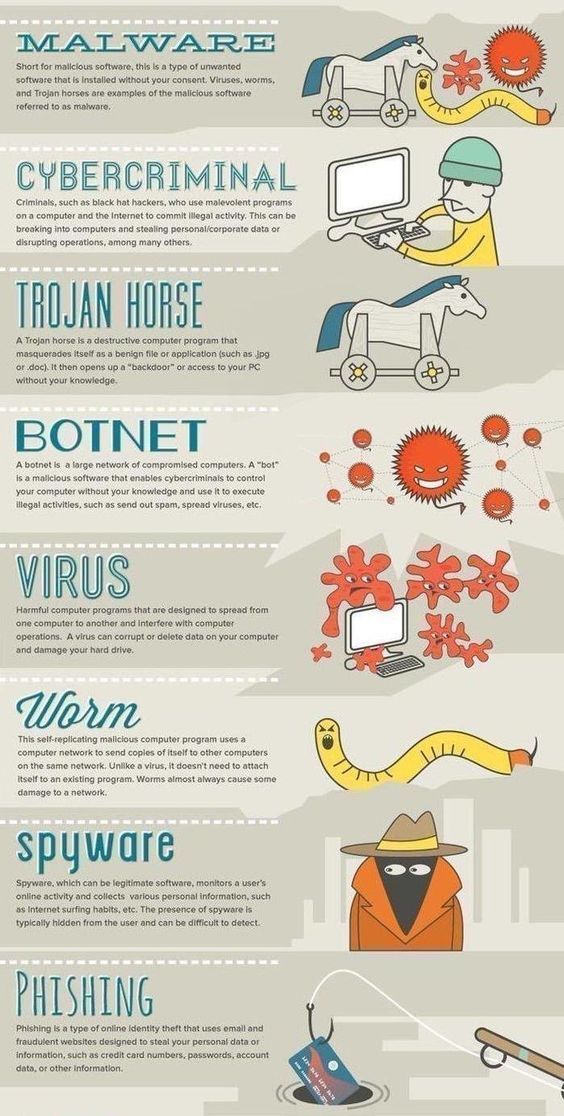 MALWARE
Short for malicious software, this is a type of unwanted
software that is installed without your consent. Viruses, worms,
and Trojan horses are examples of the malicious software
referred to as malware.
CYBERCRIMINAL
Criminals, such as black hat hackers, who use malevolent programs
on a computer and the Internet to commit illegal activity. This can be
breaking into computers and stealing personal/corporate data or
disrupting operations, among many others.
TROJAN HORSE
A Trojan horse is a destructive computer program that
masquerades itself as a benign file or application (such as .jpg
or .doc). It then opens up a “backdoor” or access to your PC
without your knowledge.
BOTNET
A botnet is a large network of compromised computers. A “bot”
is a malicious software that enables cybercriminals to control
your computer without your knowledge and use it to execute
illegal activities, such as send out spam, spread viruses, etc.
VIRUS
Harmful computer programs that are designed to spread from
one computer to another and interfere with computer
operations. A virus can corrupt or delete data on your computer
and damage your hard drive.
Worm
This self-replicating malicious computer program uses a
computer network to send copies of itself to other computers
on the same network. Unlike a virus, it doesn't need to attach
itself to an existing program. Worms almost always cause some
damage to a network.
spyware
Spyware, which can be legitimate software, monitors a user's
online activity and collects various personal information, such
as Internet surfing habits, etc. The presence of spyware is
typically hidden from the user and can be difficult to detect.
PHISHING
Phishing is a type of online identity theft that uses email and
fraudulent websites designed to steal your personal data or
information, such as credit card numbers, passwords, account
data, or other information.